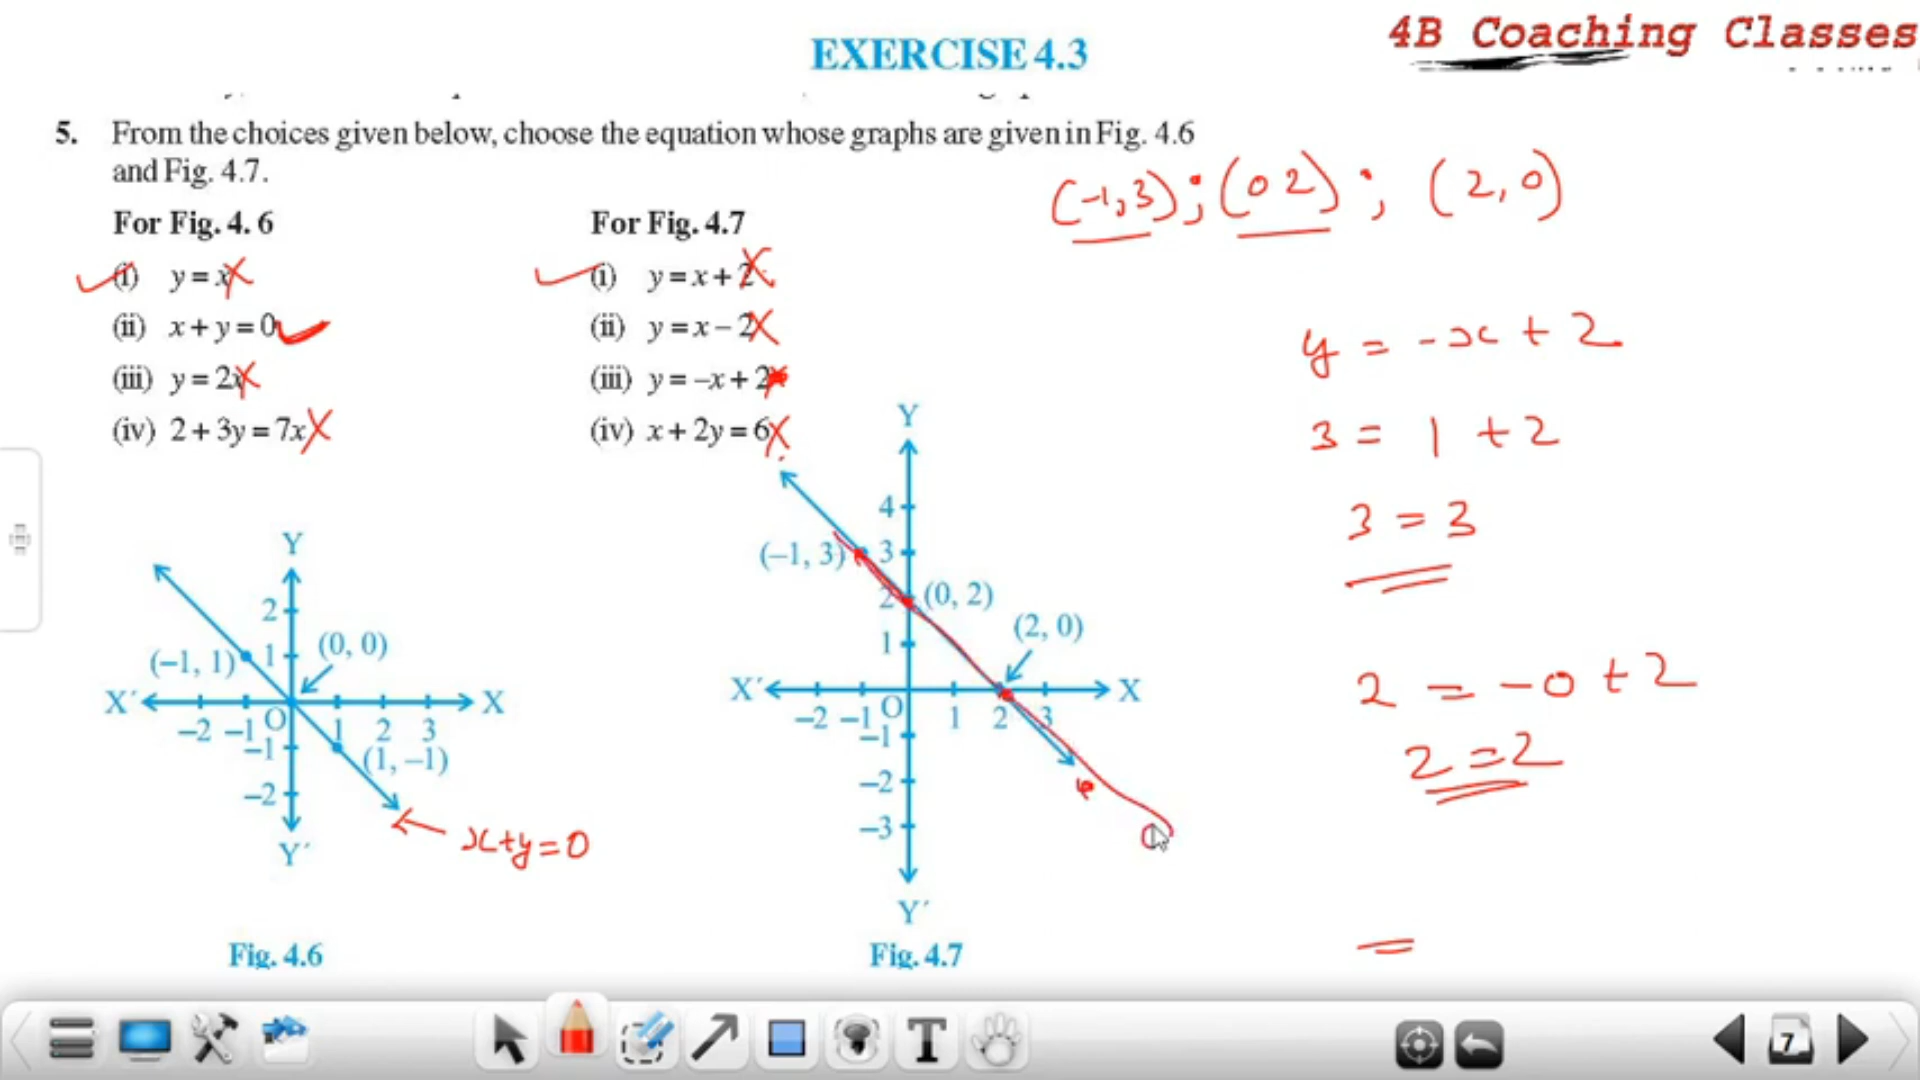 4B Coaching Classes
EXERCISE 4.3
5. From the choices given below, choose the equation whose graphs are given in Fig. 4.6
and Fig. 4.7.
For Fig. 4. 6
(i) y = x
(ii) x + y = 0
(iii) y = 2x
(iv) 2 + 3y = 7x
For Fig. 4.7
(i) y = x + 2
(ii) y = x – 2
(iii) y = –x + 2
(iv) x + 2y = 6
(-1,3) ; (0 2) ; (2,0)
y = -x + 2
3 = 1 + 2
3 = 3
2 = -0 + 2
2 = 2
=
Y
2
(0, 0)
(–1, 1) 1
X′ X
–2 –1 O 1 2 3
–1
(1, –1)
–2
Y′
x+y=0
Fig. 4.6
Y
4
(–1, 3) 3
2 (0, 2)
(2, 0)
1
X′ X
–2 –1 O 1 2 3
–1
–2
–3
Y′
Fig. 4.7
T
7